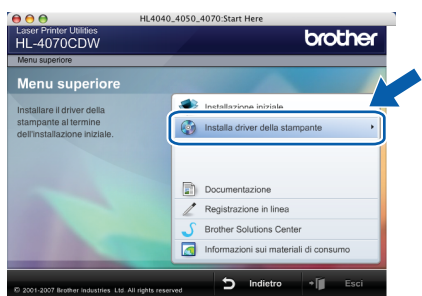 HL4040_4050_4070:Start Here
Laser Printer Utilities
HL-4070CDW
brother
Menu superiore
Menu superiore
Installare il driver della
stampante al termine
dell'installazione iniziale.
Installazione iniziale
Installa driver della stampante
Documentazione
Registrazione in linea
Brother Solutions Center
Informazioni sui materiali di consumo
© 2001-2007 Brother Industries Ltd All rights reserved
Indietro
Esci